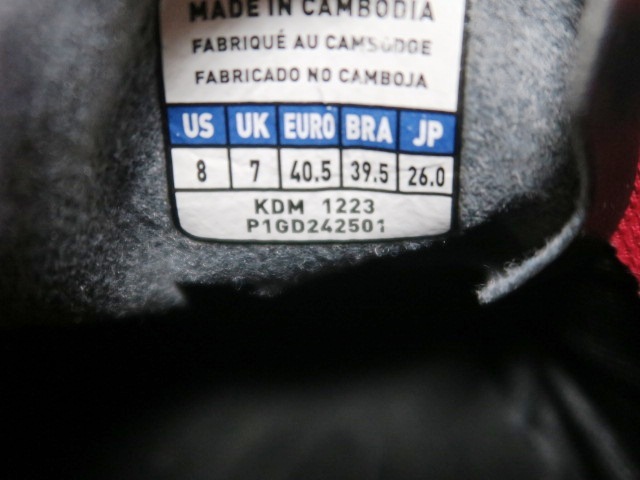 MADE IN CAMBODIA
FABRIQUÉ AU CAMBODGE
FABRICADO NO CAMBOJA
US UK EURO BRA JP
8 7 40.5 39.5 26.0
KDM 1223
P1GD242501